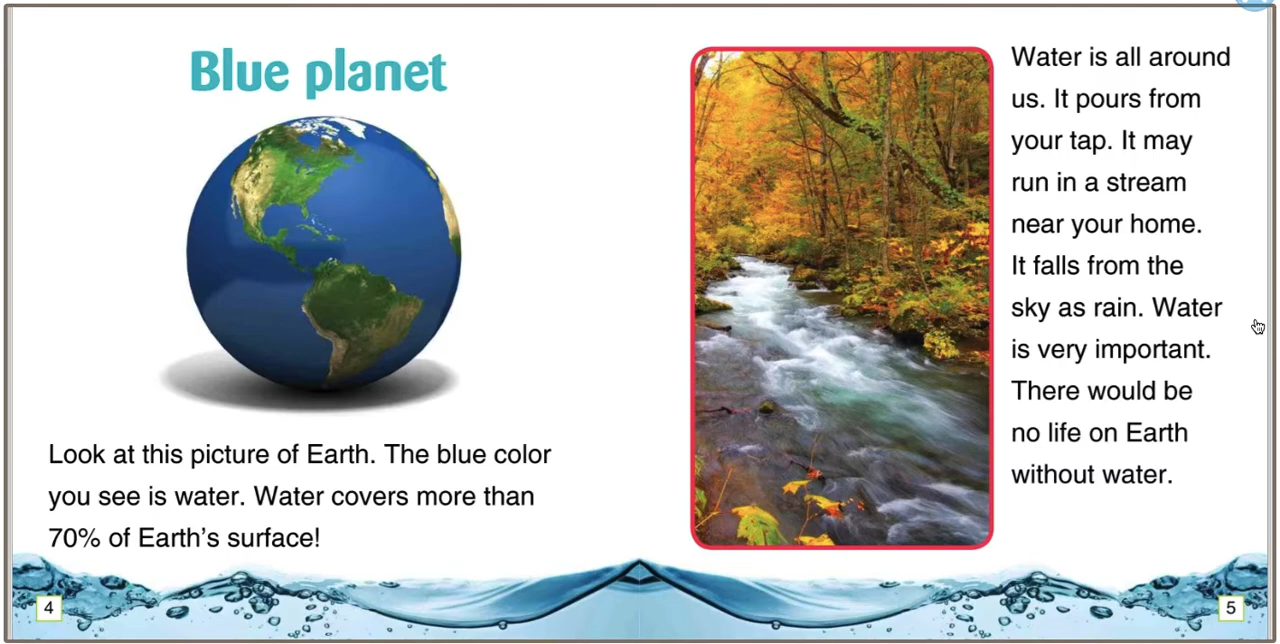 Blue planet
Look at this picture of Earth. The blue color
you see is water. Water covers more than
70% of Earth's surface!
4
Water is all around
us. It pours from
your tap. It may
run in a stream
near your home.
It falls from the
sky as rain. Water
is very important.
There would be
no life on Earth
without water.
5